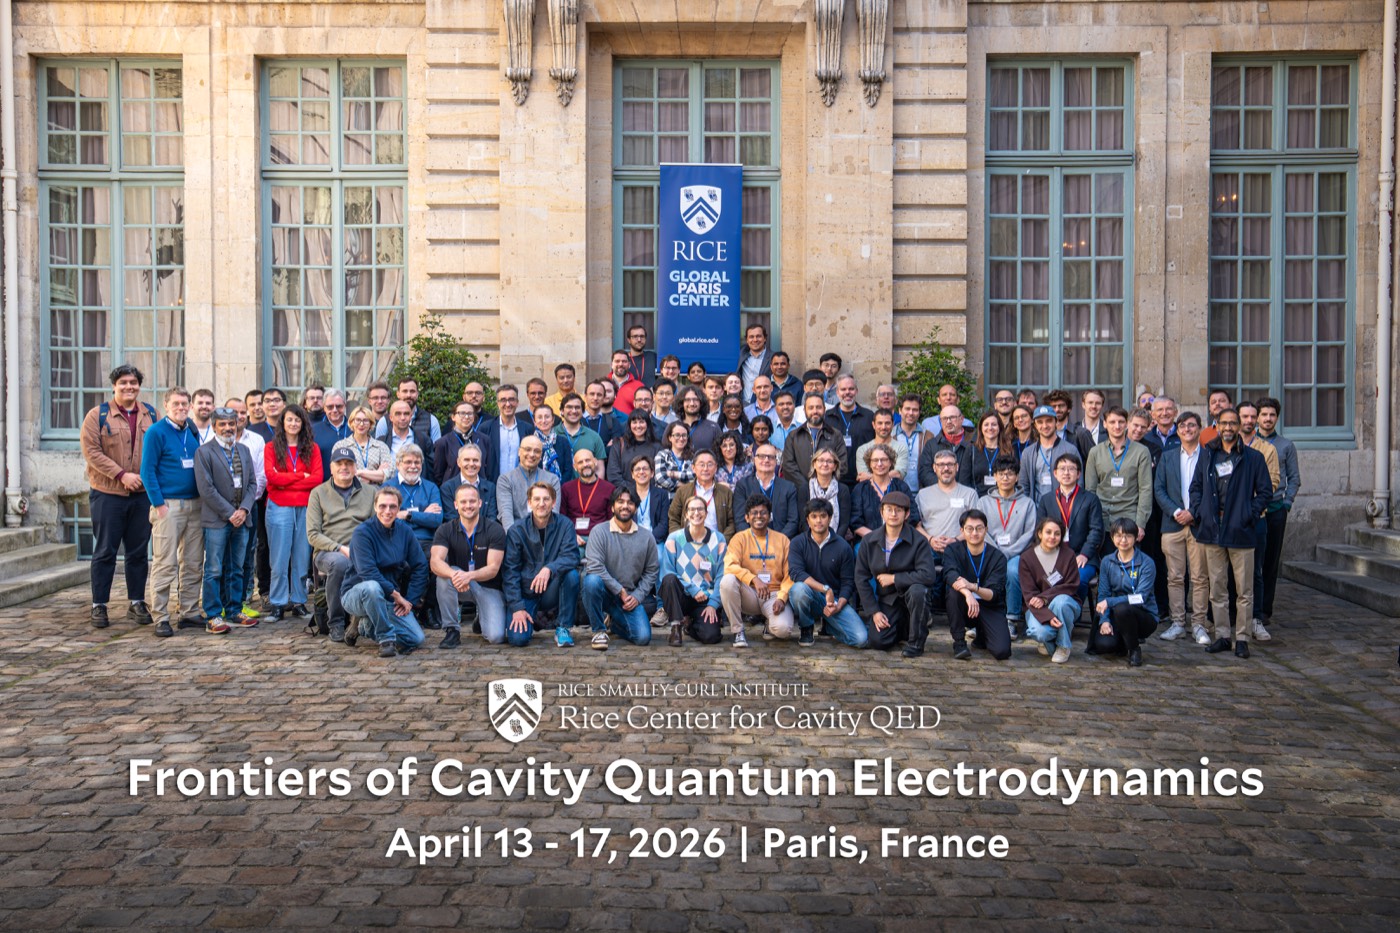 RICE
GLOBAL
PARIS
CENTER
global.rice.edu
RICE SMALLEY-CURL INSTITUTE
Rice Center for Cavity QED
Frontiers of Cavity Quantum Electrodynamics
April 13 - 17, 2026 | Paris, France